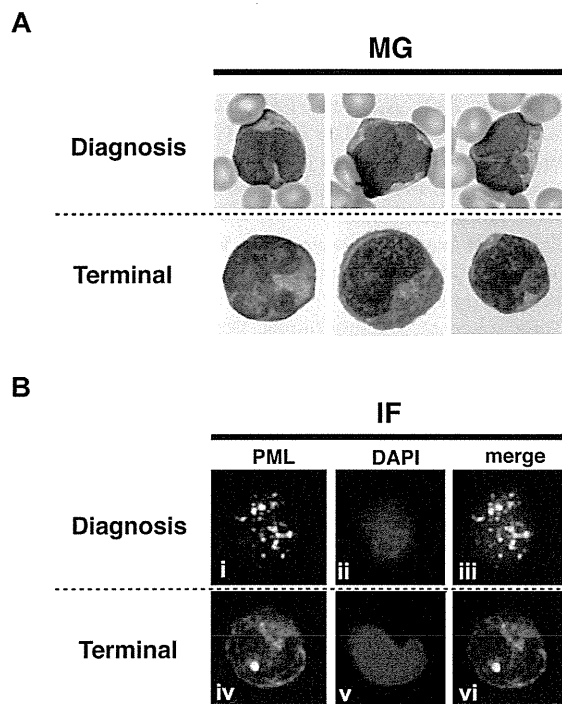 A
MG
Diagnosis
Terminal
B
IF
PML DAPI merge
Diagnosis
i ii iii
Terminal
iv v vi